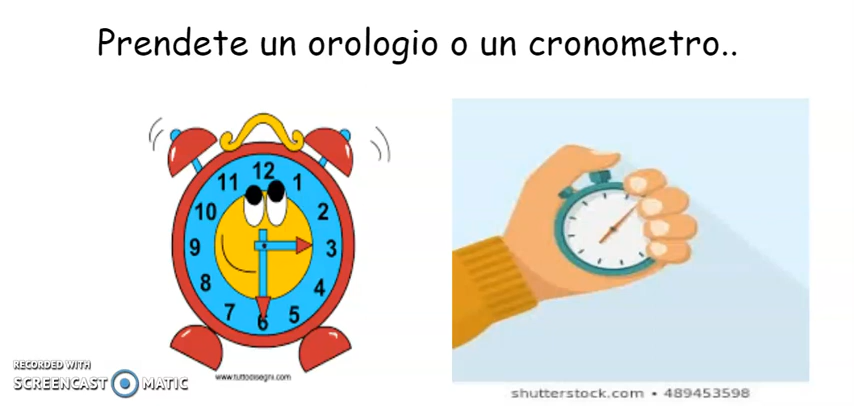 Prendete un orologio o un cronometro..
11 12 1
10 2
9 3
8 4
7 6 5
www.tuttodisegni.com
RECORDED WITH
SCREENCAST MATIC
shutterstock.com • 489453598